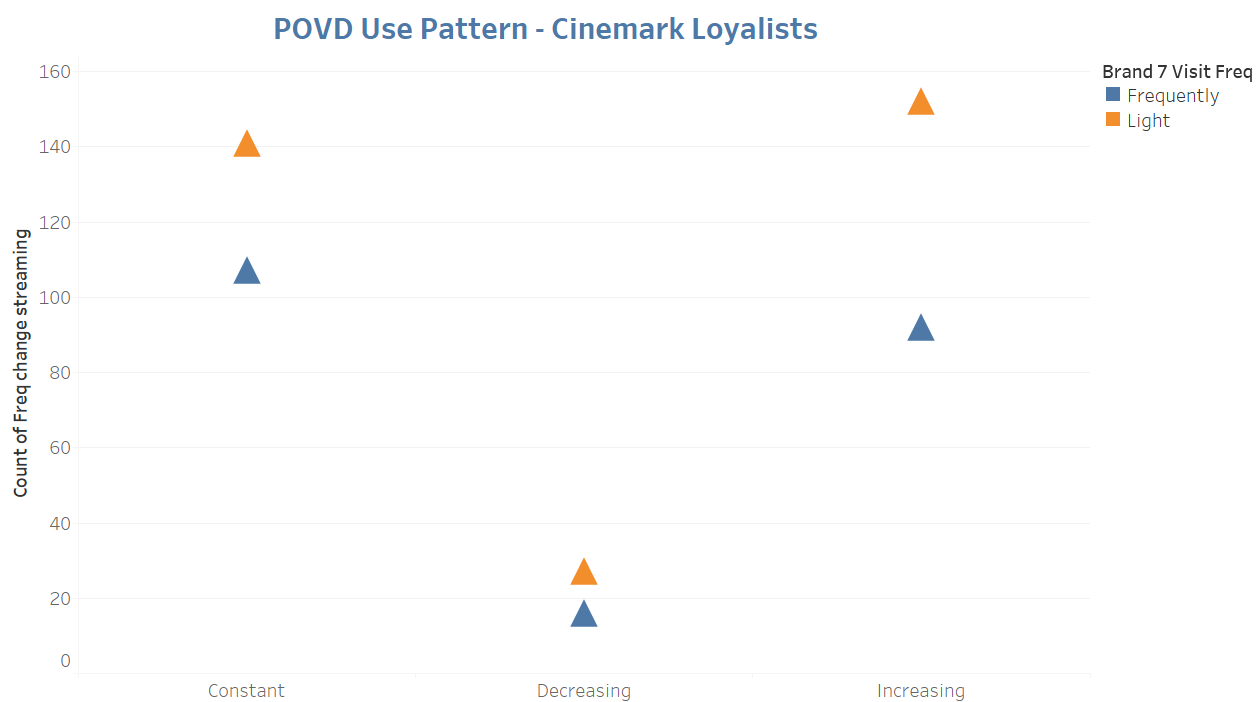 POVD Use Pattern - Cinemark Loyalists
Brand 7 Visit Freq
Frequently
Light
Count of Freq change streaming
160
140
120
100
80
60
40
20
0
Constant
Decreasing
Increasing